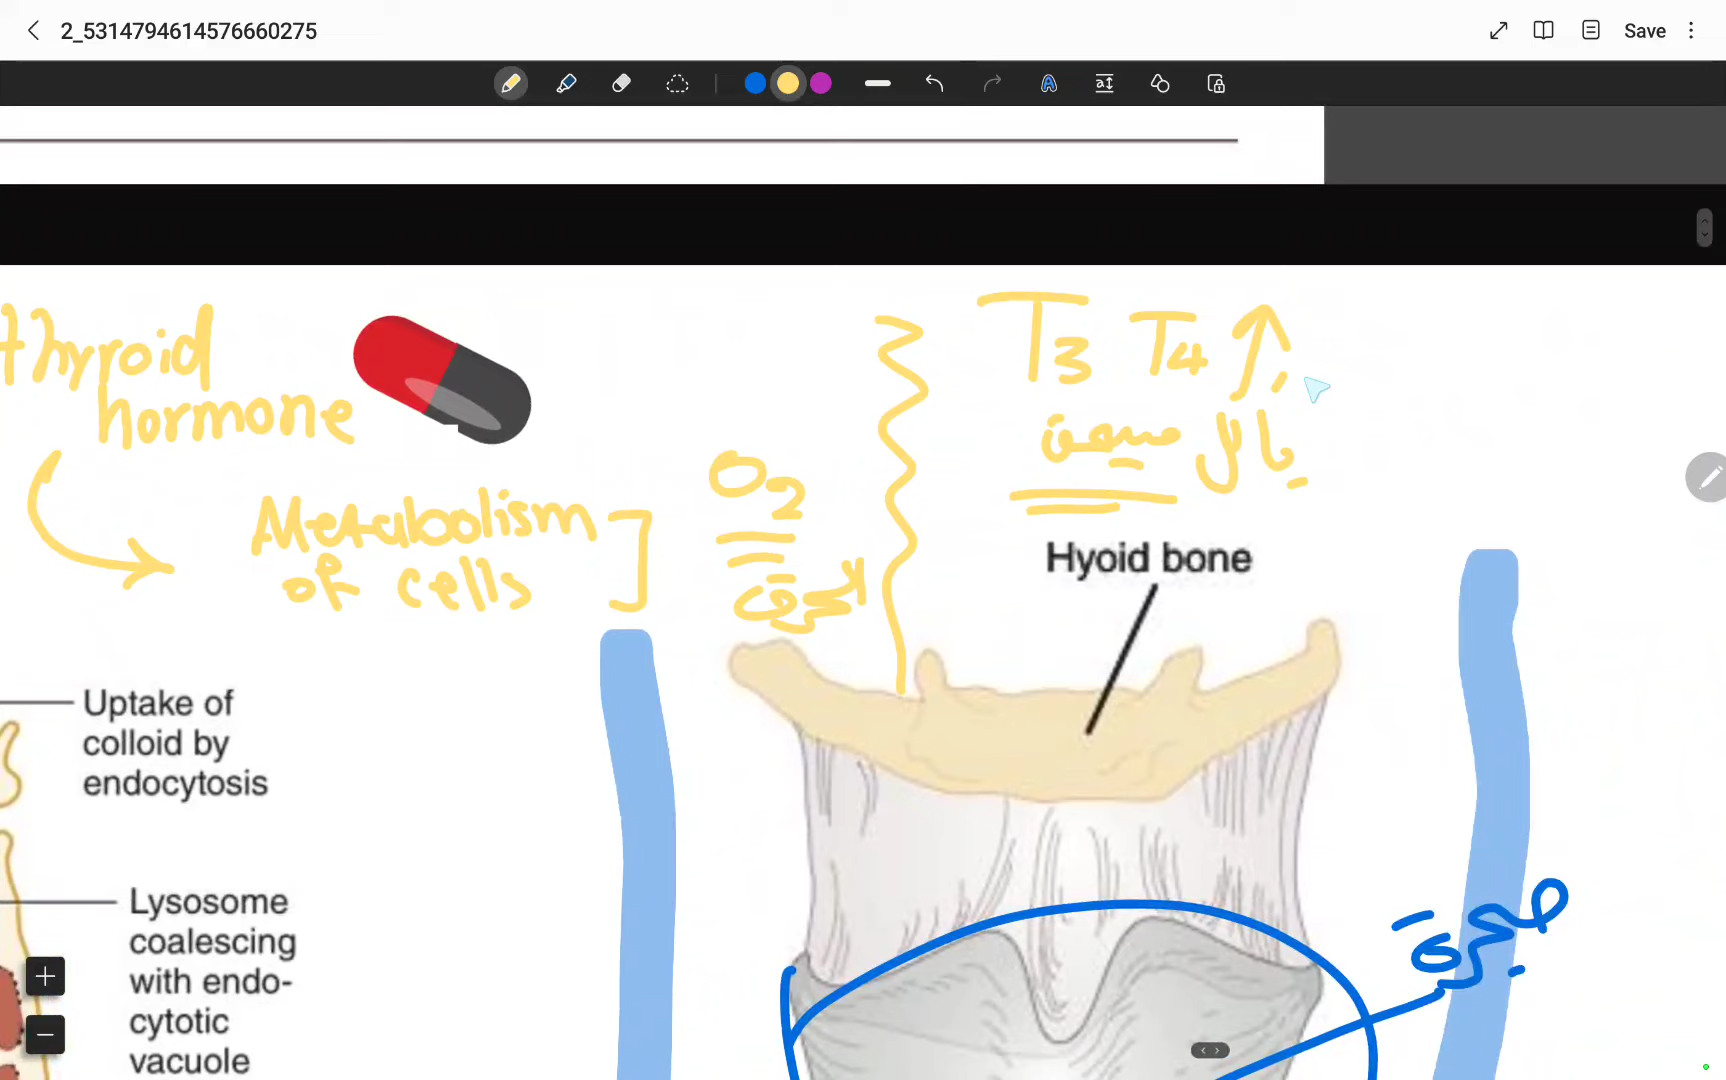 2_5314794614576660275
Save
thyroid
hormone
Metabolism
of cells
O2
T3 T4
Hyoid bone
Uptake of
colloid by
endocytosis
Lysosome
coalescing
with endo-
cytotic
vacuole